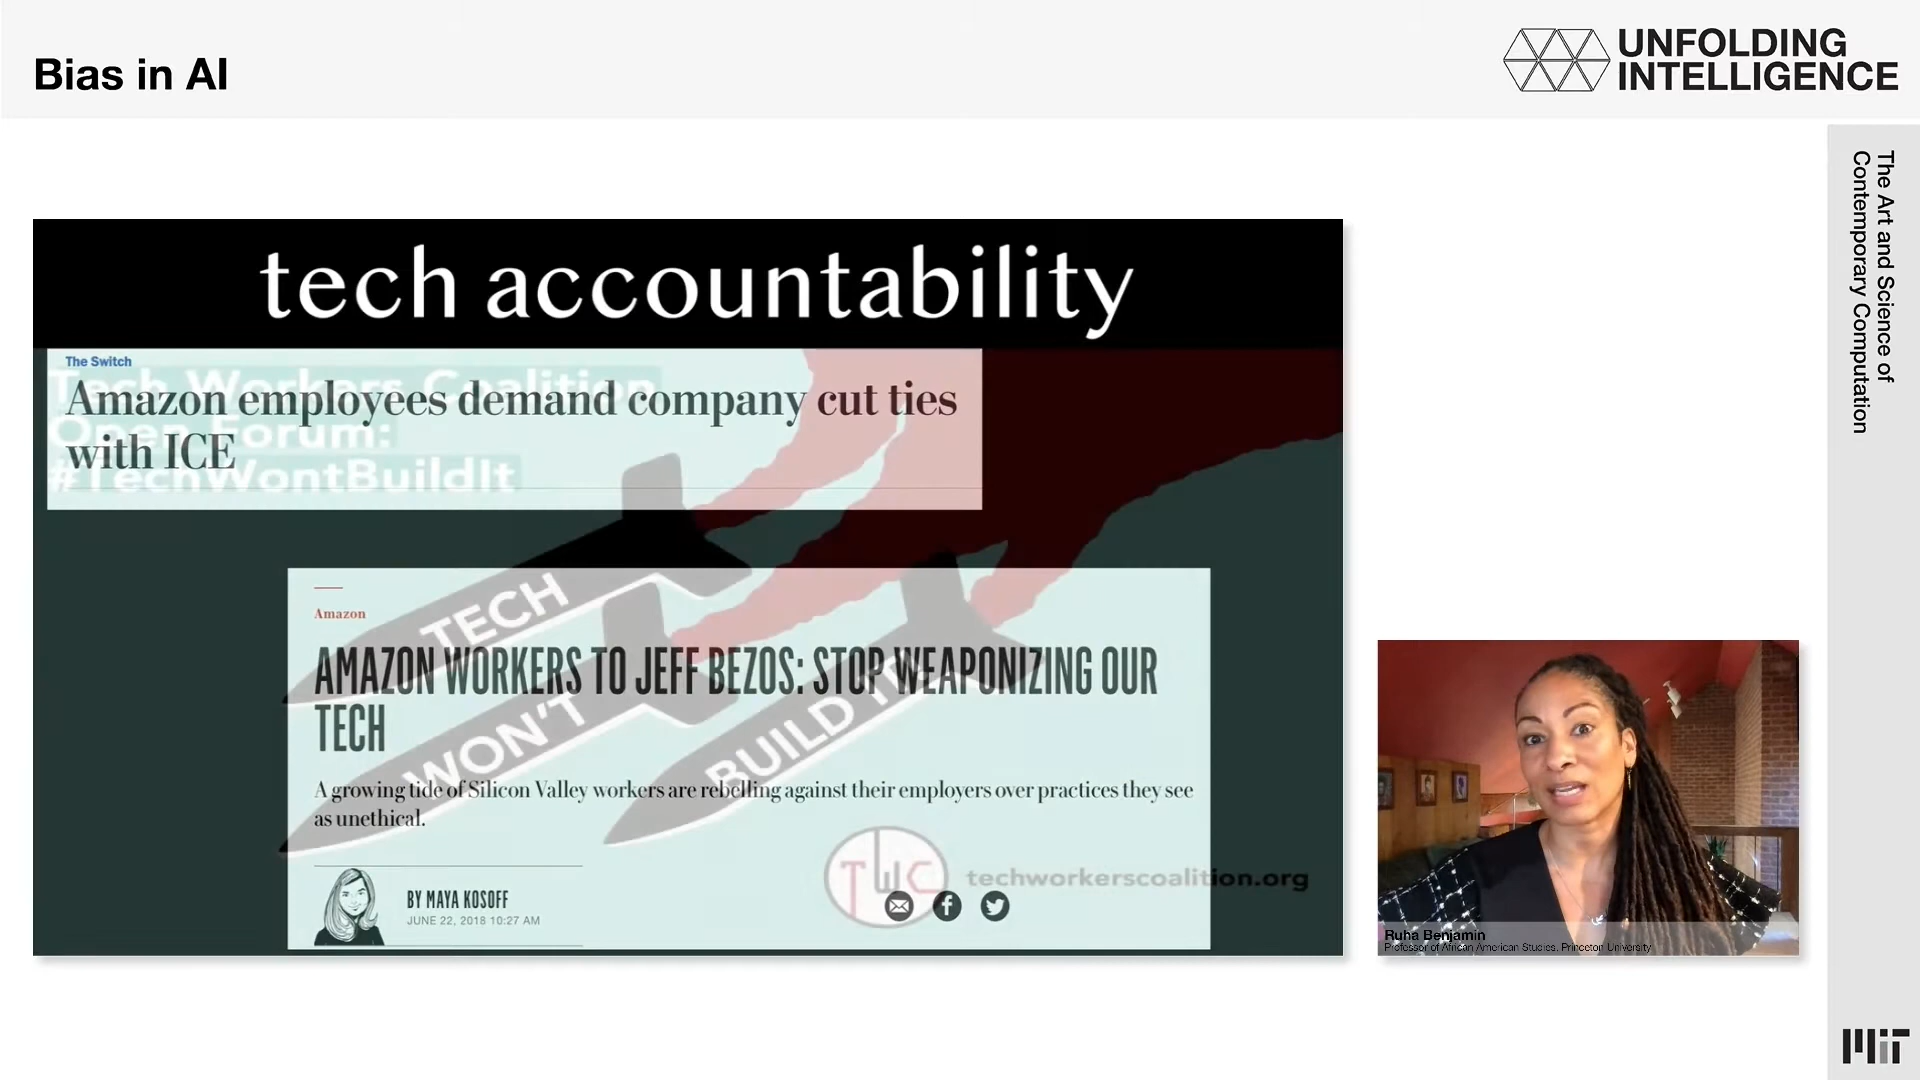 Bias in AI
UNFOLDING
INTELLIGENCE
The Art and Science of
Contemporary Computation
tech accountability
The Switch
Amazon employees demand company cut ties
with ICE
Tech Workers Coalition
Open Forum:
#TechWontBuildIt
TECH
WON'T
BUILD IT!
Amazon
AMAZON WORKERS TO JEFF BEZOS: STOP WEAPONIZING OUR
TECH
A growing tide of Silicon Valley workers are rebelling against their employers over practices they see
as unethical.
BY MAYA KOSOFF
JUNE 22, 2018 10:27 AM
TWC
techworkerscoalition.org
Ruha Benjamin
Professor of African American Studies, Princeton University
MIT